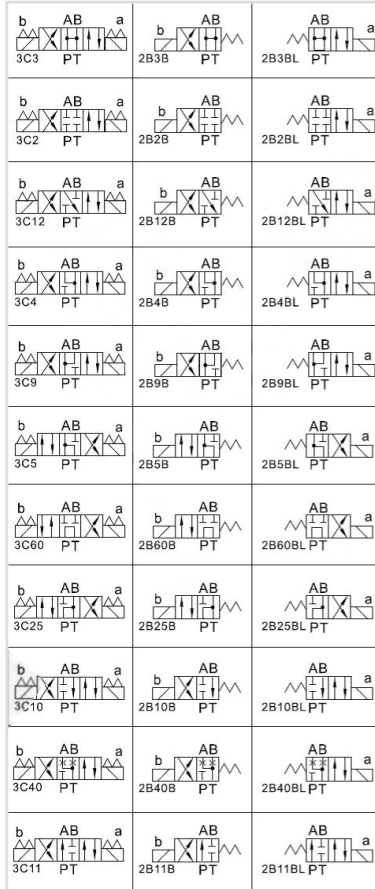 b AB a b AB AB a
3C3 PT 2B3B PT 2B3BL PT
b AB a b AB AB a
3C2 PT 2B2B PT 2B2BL PT
b AB a b AB AB a
3C12 PT 2B12B PT 2B12BL PT
b AB a b AB AB a
3C4 PT 2B4B PT 2B4BL PT
b AB a b AB AB a
3C9 PT 2B9B PT 2B9BL PT
b AB a b AB AB a
3C5 PT 2B5B PT 2B5BL PT
b AB a b AB AB a
3C60 PT 2B60B PT 2B60BL PT
b AB a b AB AB a
3C25 PT 2B25B PT 2B25BL PT
b AB a b AB AB a
3C10 PT 2B10B PT 2B10BL PT
b AB a b AB AB a
3C40 PT 2B40B PT 2B40BL PT
b AB a b AB AB a
3C11 PT 2B11B PT 2B11BL PT